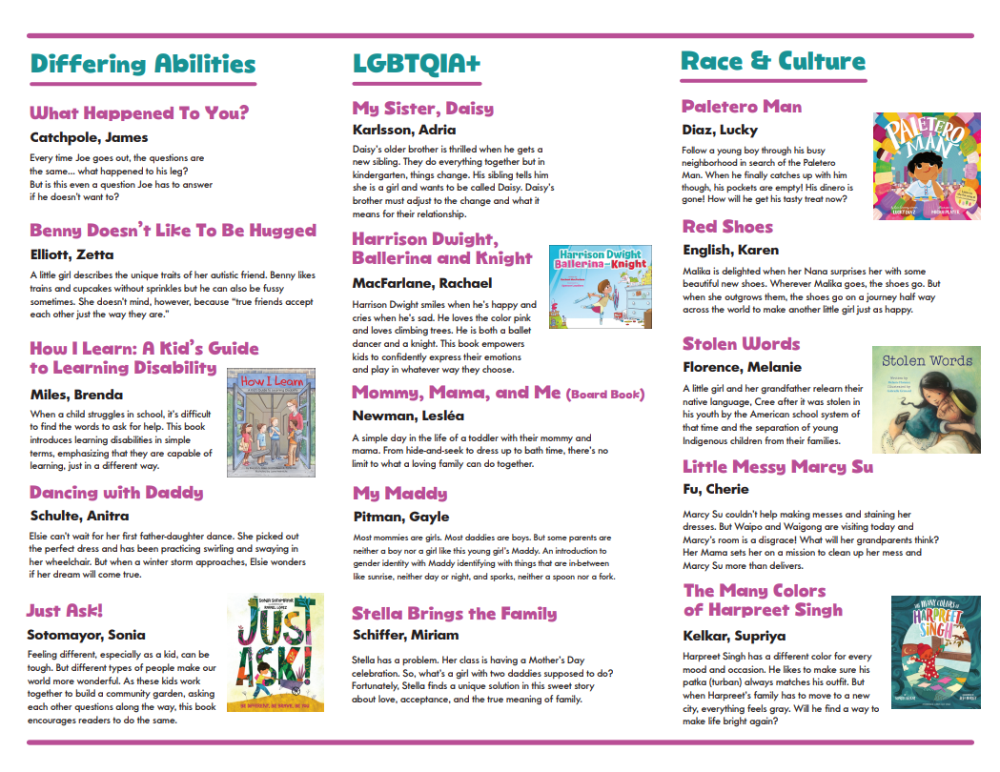 Differing Abilities
What Happened To You?
Catchpole, James
Every time Joe goes out, the questions are
the same... what happened to his leg?
But is this even a question Joe has to answer
if he doesn't want to?
Benny Doesn't Like To Be Hugged
Elliott, Zetta
A little girl describes the unique traits of her autistic friend. Benny likes
trains and cupcakes without sprinkles but he can also be fussy
sometimes. She doesn't mind, however, because "true friends accept
each other just the way they are."
How I Learn: A Kid's Guide
to Learning Disability
Miles, Brenda
When a child struggles in school, it's difficult
to find the words to ask for help. This book
introduces learning disabilities in simple
terms, emphasizing that they are capable of
learning, just in a different way.
How I Learn
Dancing with Daddy
Schulte, Anitra
Elsie can't wait for her first father-daughter dance. She picked out
the perfect dress and has been practicing swirling and swaying in
her wheelchair. But when a winter storm approaches, Elsie wonders
if her dream will come true.
Just Ask!
Sotomayor, Sonia
Feeling different, especially as a kid, can be
tough. But different types of people make our
world more wonderful. As these kids work
together to build a community garden, asking
each other questions along the way, this book
encourages readers to do the same.
SONIA SOTOMAYOR
RAFAEL LÓPEZ
JUST
ASK!
BE DIFFERENT, BE BRAVE, BE YOU
LGBTQIA+
My Sister, Daisy
Karlsson, Adria
Daisy's older brother is thrilled when he gets a
new sibling. They do everything together but in
kindergarten, things change. His sibling tells him
she is a girl and wants to be called Daisy. Daisy's
brother must adjust to the change and what it
means for their relationship.
Harrison Dwight,
Ballerina and Knight
MacFarlane, Rachael
Harrison Dwight smiles when he's happy and
cries when he's sad. He loves the color pink
and loves climbing trees. He is both a ballet
dancer and a knight. This book empowers
kids to confidently express their emotions
and play in whatever way they choose.
Harrison Dwight
Ballerina and Knight
Mommy, Mama, and Me (Board Book)
Newman, Lesléa
A simple day in the life of a toddler with their mommy and
mama. From hide-and-seek to dress up to bath time, there's no
limit to what a loving family can do together.
My Maddy
Pitman, Gayle
Most mommies are girls. Most daddies are boys. But some parents are
neither a boy nor a girl like this young girl's Maddy. An introduction to
gender identity with Maddy identifying with things that are in-between
like sunrise, neither day or night, and sporks, neither a spoon nor a fork.
Stella Brings the Family
Schiffer, Miriam
Stella has a problem. Her class is having a Mother's Day
celebration. So, what's a girl with two daddies supposed to do?
Fortunately, Stella finds a unique solution in this sweet story
about love, acceptance, and the true meaning of family.
Race & Culture
Paletero Man
Diaz, Lucky
Follow a young boy through his busy
neighborhood in search of the Paletero
Man. When he finally catches up with him
though, his pockets are empty! His dinero is
gone! How will he get his tasty treat now?
PALETERO
MAN
LUCKY DIAZ
MICAH PLAYER
Red Shoes
English, Karen
Malika is delighted when her Nana surprises her with some
beautiful new shoes. Wherever Malika goes, the shoes go. But
when she outgrows them, the shoes go on a journey half way
across the world to make another little girl just as happy.
Stolen Words
Florence, Melanie
A little girl and her grandfather relearn their
native language, Cree after it was stolen in
his youth by the American school system of
that time and the separation of young
Indigenous children from their families.
Stolen Words
Little Messy Marcy Su
Fu, Cherie
Marcy Su couldn't help making messes and staining her
dresses. But Waipo and Waigong are visiting today and
Marcy's room is a disgrace! What will her grandparents think?
Her Mama sets her on a mission to clean up her mess and
Marcy Su more than delivers.
The Many Colors
of Harpreet Singh
Kelkar, Supriya
Harpreet Singh has a different color for every
mood and occasion. He likes to make sure his
patka (turban) always matches his outfit. But
when Harpreet's family has to move to a new
city, everything feels gray. Will he find a way to
make life bright again?
THE MANY COLORS of
HARPREET
SINGH